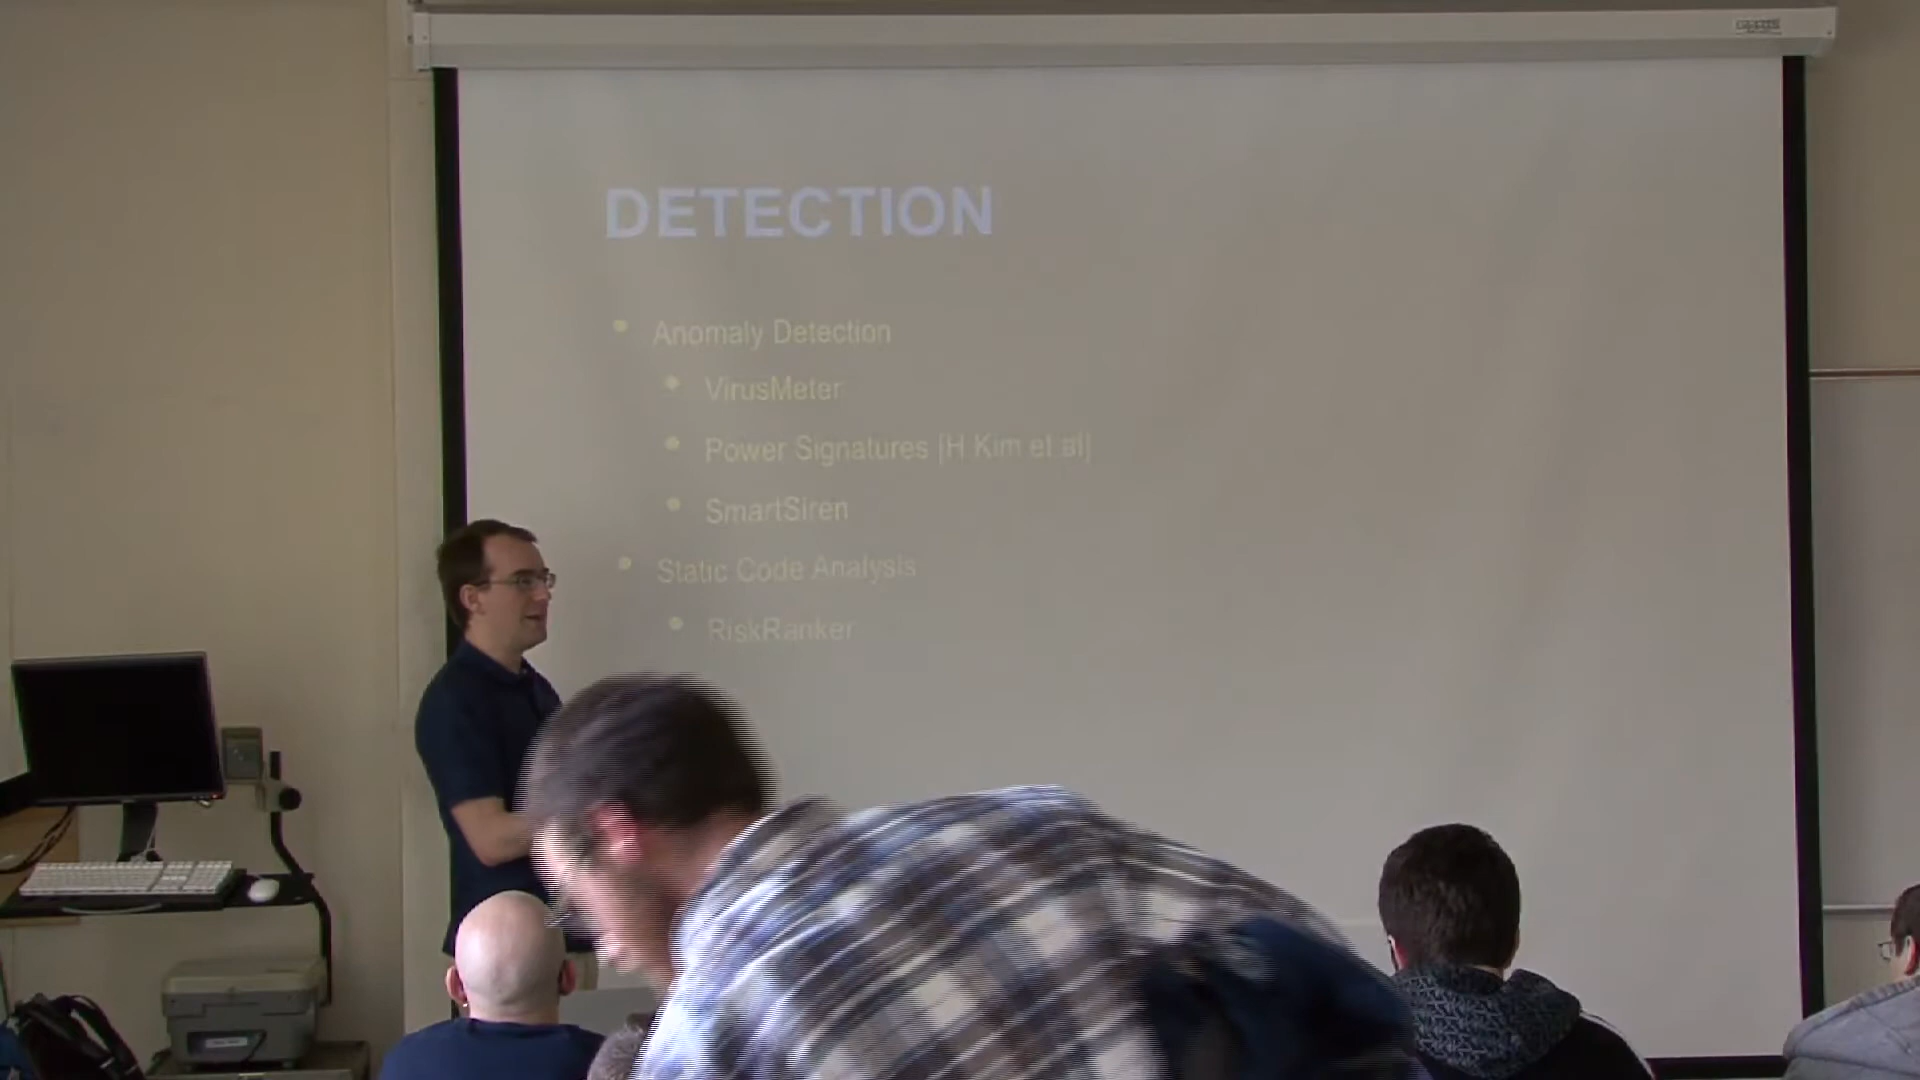 DETECTION
Anomaly Detection
VirusMeter
Power Signatures [H Kim et al]
SmartSiren
Static Code Analysis
RiskRanker